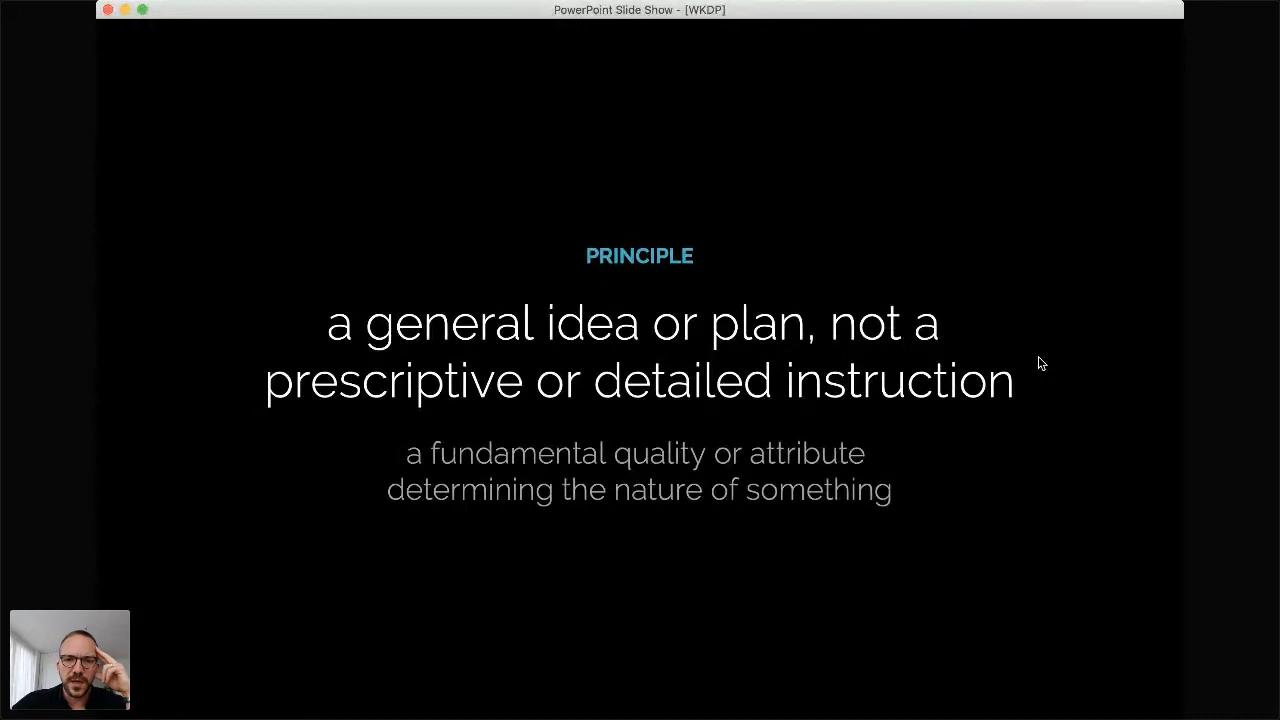 PowerPoint Slide Show - [WKDP]
PRINCIPLE
a general idea or plan, not a
prescriptive or detailed instruction
a fundamental quality or attribute
determining the nature of something